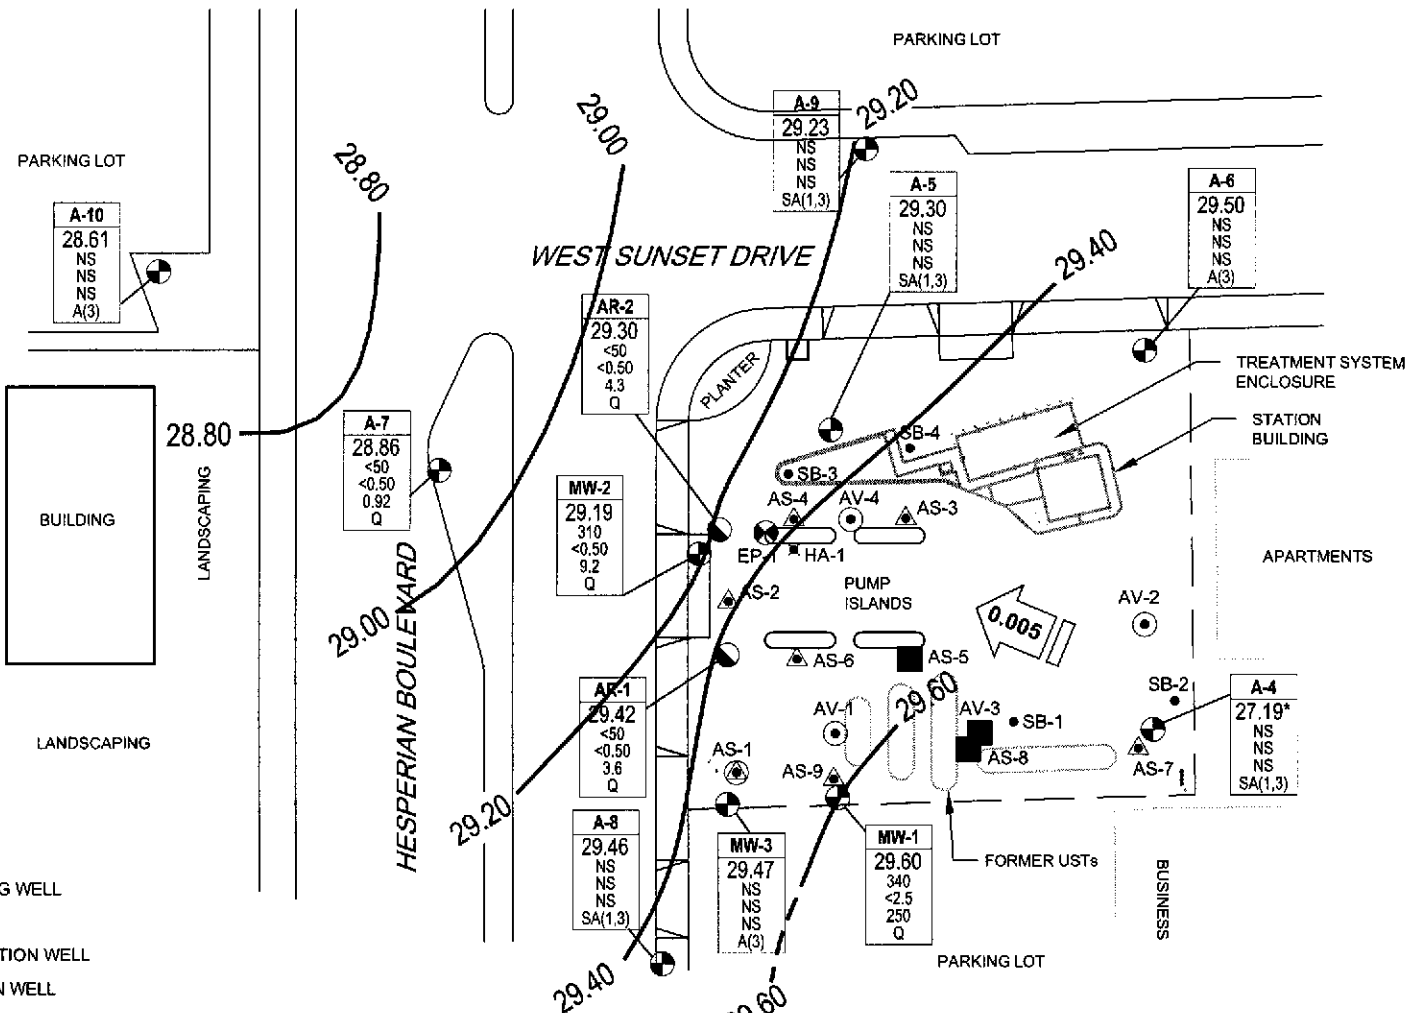 PARKING LOT
29.20
A-9
29.23
NS
NS
NS
SA(1,3)
29.00
28.80
PARKING LOT
A-10
28.61
NS
NS
NS
A(3)
A-5
29.30
NS
NS
NS
SA(1,3)
A-6
29.50
NS
NS
NS
A(3)
WEST SUNSET DRIVE
29.40
AR-2
29.30
<50
<0.50
4.3
Q
PLANTER
TREATMENT SYSTEM
ENCLOSURE
STATION
BUILDING
28.80
A-7
28.86
<50
<0.50
0.92
Q
SB-4
SB-3
MW-2
29.19
310
<0.50
9.2
Q
AS-4
AV-4
AS-3
BUILDING
LANDSCAPING
EP-1
HA-1
APARTMENTS
AS-2
PUMP
ISLANDS
0.005
AV-2
29.00
HESPERIAN BOULEVARD
AS-6
AS-5
AR-1
29.42
<50
<0.50
3.6
Q
29.60
SB-2
A-4
27.19*
NS
NS
NS
SA(1,3)
AV-1
AV-3
SB-1
LANDSCAPING
AS-1
AS-9
AS-8
AS-7
29.20
A-8
29.46
NS
NS
NS
SA(1,3)
MW-3
29.47
NS
NS
NS
A(3)
MW-1
29.60
340
<2.5
250
Q
FORMER USTs
BUSINESS
G WELL
TION WELL
PARKING LOT
N WELL
29.40
9.60